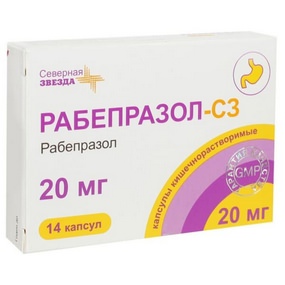 Северная
ЗВЕЗДА
РАБЕПРАЗОЛ-СЗ
Рабепразол
20 мг
капсулы кишечнорастворимые
14 капсул
GMP
20 мг